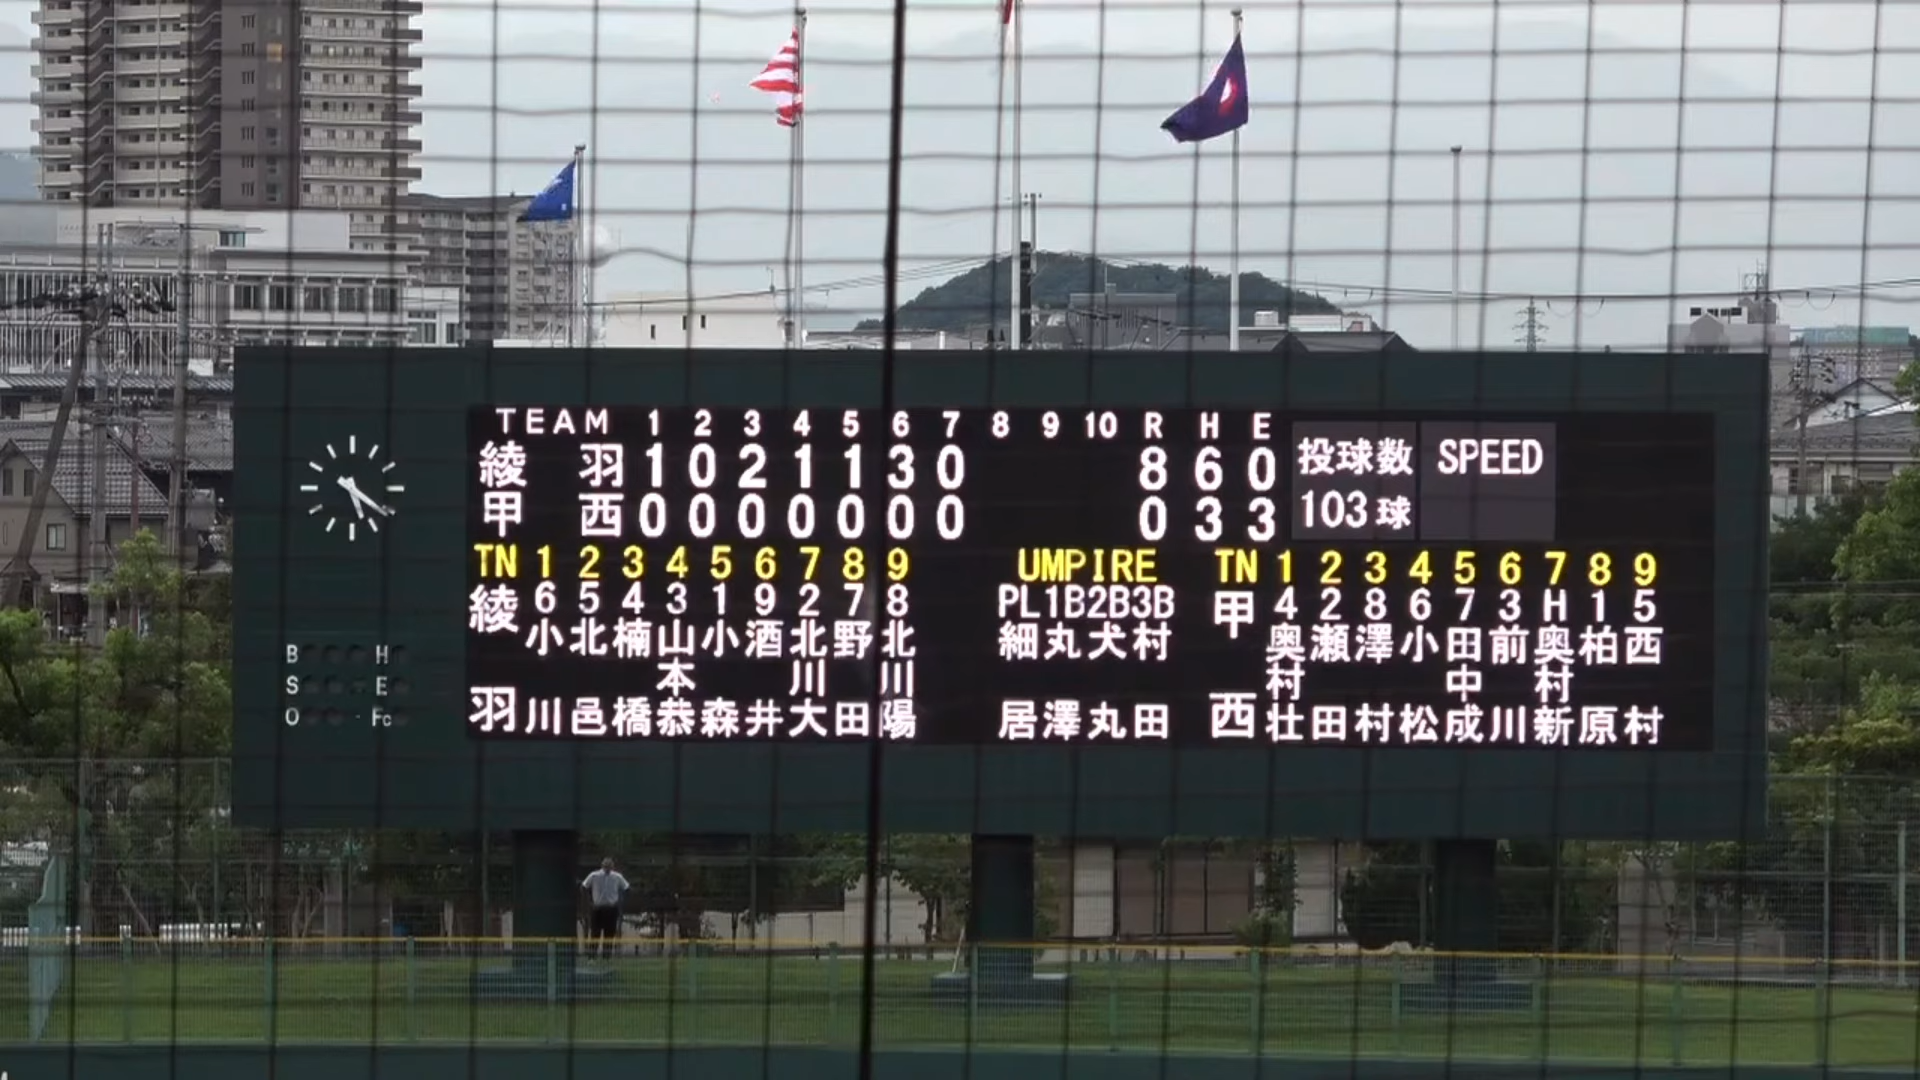 TEAM 1 2 3 4 5 6 7 8 9 10 R H E
綾羽 1 0 2 1 1 3 0 8 6 0
甲西 0 0 0 0 0 0 0 0 3 3
投球数 SPEED
103球
TN 1 2 3 4 5 6 7 8 9
綾羽 6 5 4 3 1 9 2 7 8
小川 北邑 楠橋 山本恭 小森 酒井 北川大 野田 北川陽
UMPIRE
PL 1B 2B 3B
細居 丸澤 犬丸 村田
TN 1 2 3 4 5 6 7 8 9
甲西 4 2 8 6 7 3 H 1 5
奥村壮 瀬田 澤村 小松 田中成 前川 奥村新 柏原 西村
B H
S E
O Fc